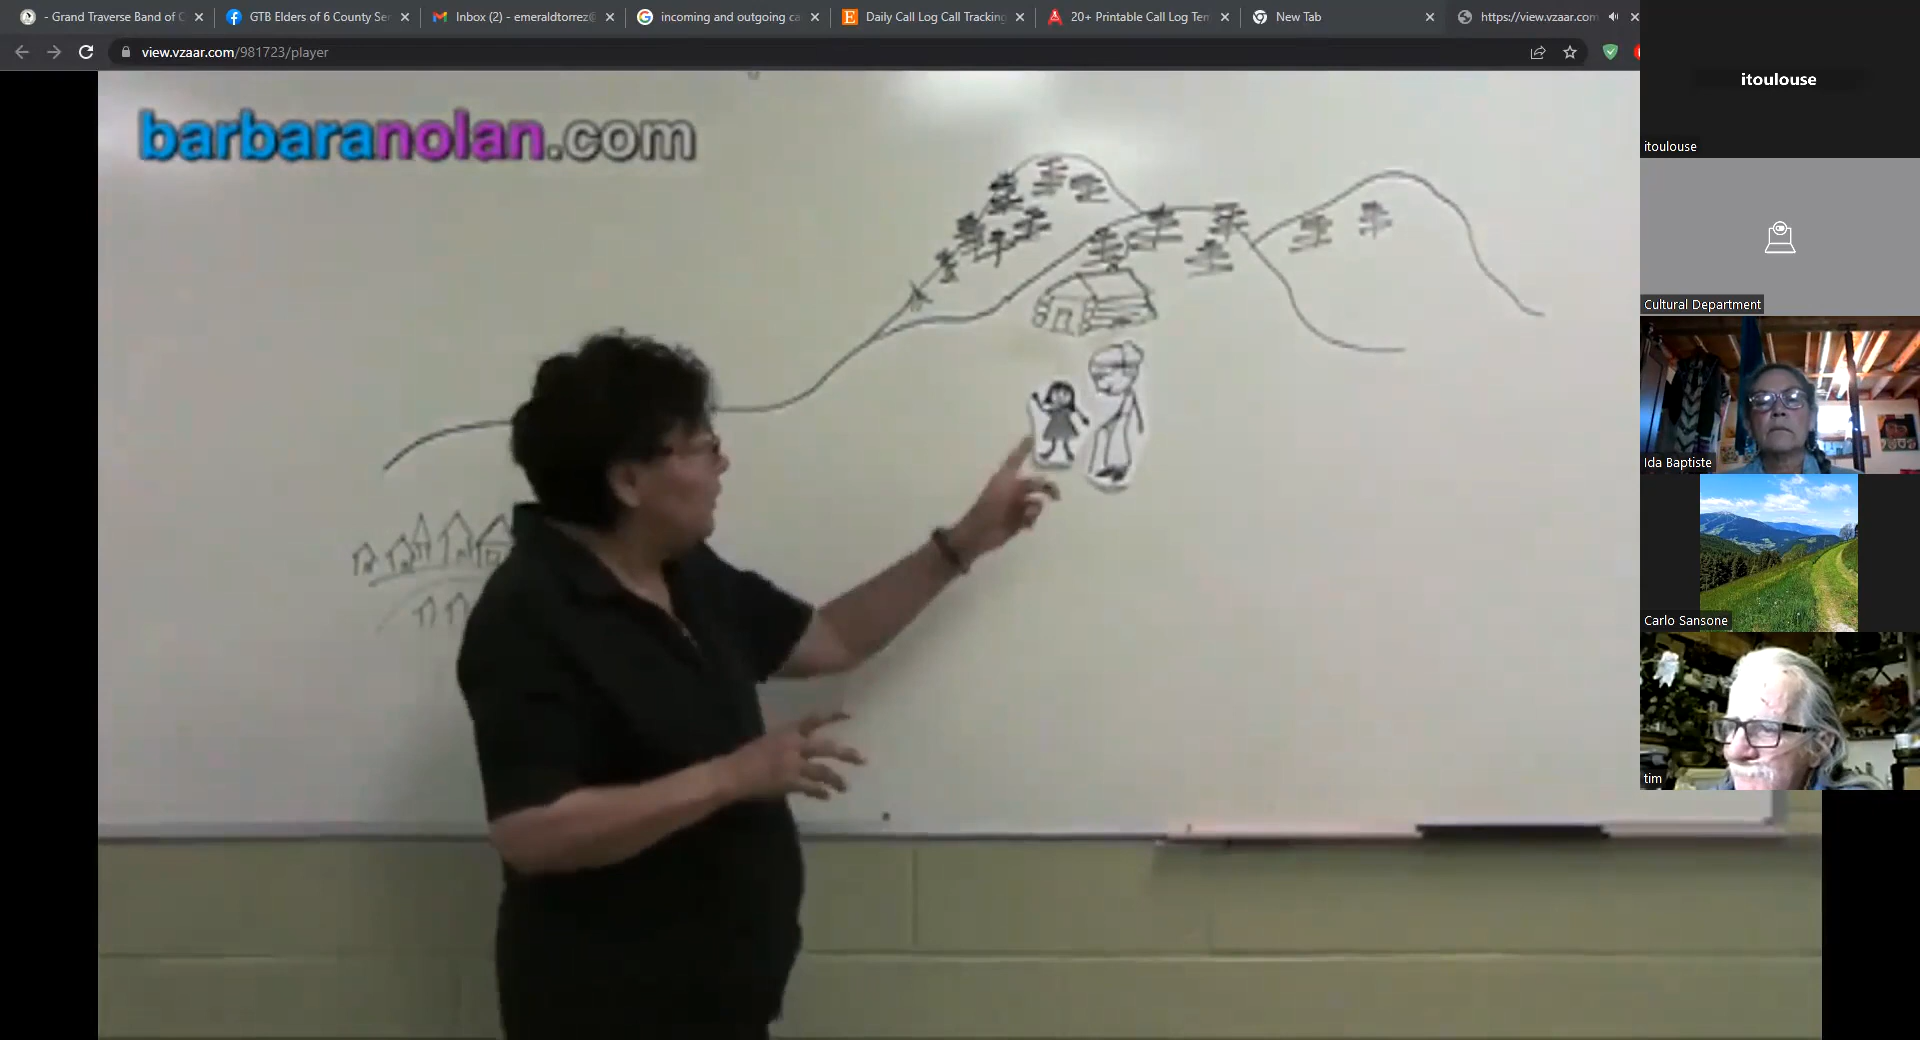 - Grand Traverse Band of O
GTB Elders of 6 County Ser
Inbox (2) - emeraldtorrez@
incoming and outgoing ca
Daily Call Log Call Tracking
20+ Printable Call Log Tem
New Tab
https://view.vzaar.com
view.vzaar.com/981723/player
barbaranolan.com
itoulouse
itoulouse
Cultural Department
Ida Baptiste
Carlo Sansone
tim